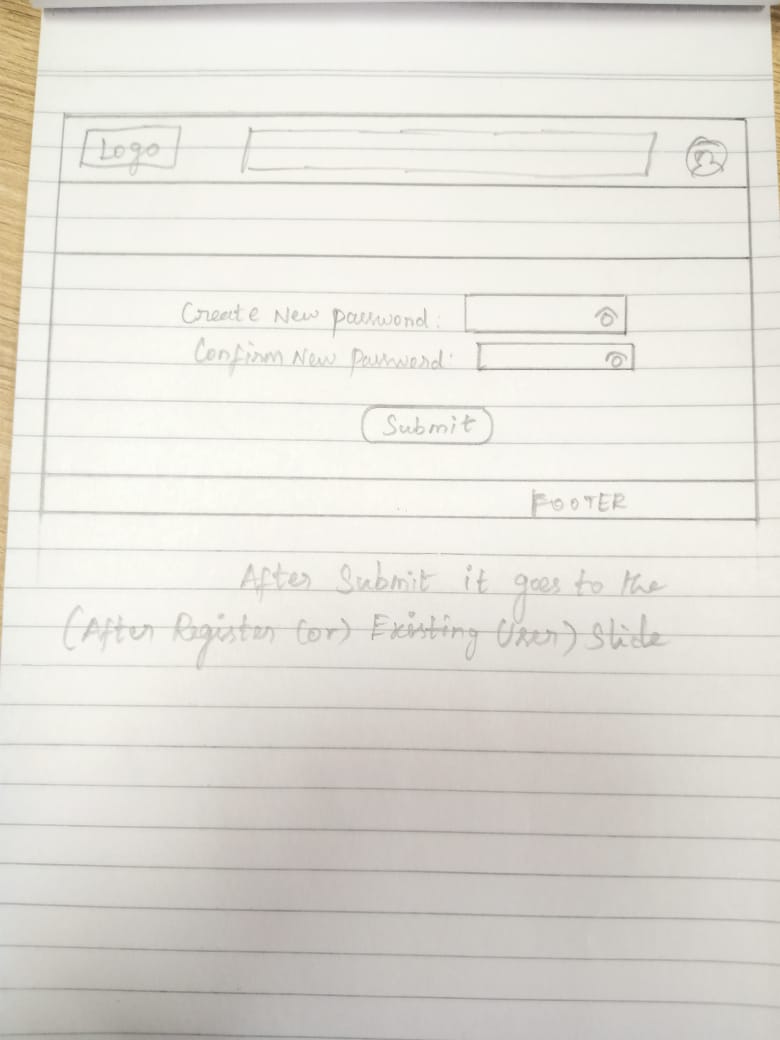 Logo
Create New password:
Confirm New Password:
Submit
FOOTER
After Submit it goes to the
(After Register (or) Existing User) Slide